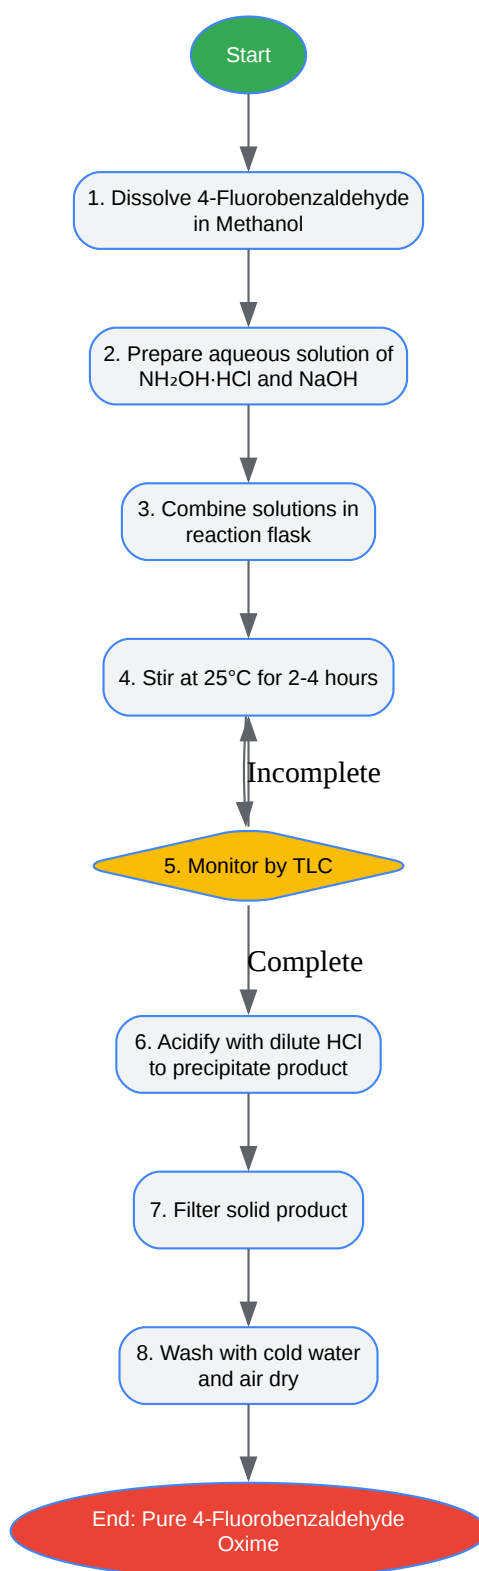 Start
1. Dissolve 4-Fluorobenzaldehyde
in Methanol
2. Prepare aqueous solution of
NH₂OH·HCl and NaOH
3. Combine solutions in
reaction flask
4. Stir at 25°C for 2-4 hours
Incomplete
5. Monitor by TLC
Complete
6. Acidify with dilute HCl
to precipitate product
7. Filter solid product
8. Wash with cold water
and air dry
End: Pure 4-Fluorobenzaldehyde
Oxime